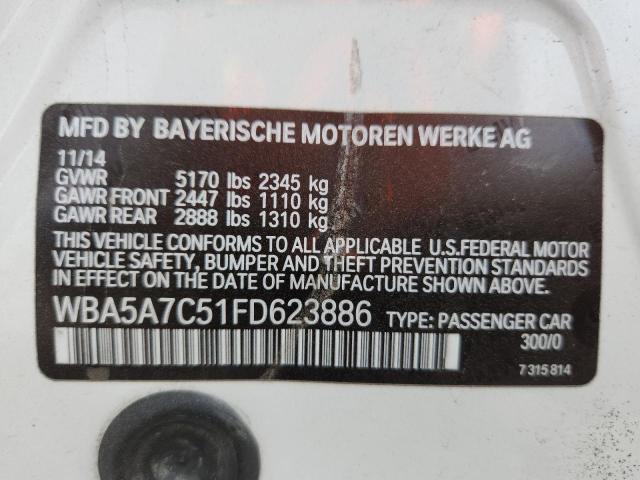 MFD BY BAYERISCHE MOTOREN WERKE AG
11/14
GVWR 5170 lbs 2345 kg
GAWR FRONT 2447 lbs 1110 kg
GAWR REAR 2888 lbs 1310 kg
THIS VEHICLE CONFORMS TO ALL APPLICABLE U.S.FEDERAL MOTOR
VEHICLE SAFETY, BUMPER AND THEFT PREVENTION STANDARDS
IN EFFECT ON THE DATE OF MANUFACTURE SHOWN ABOVE.
WBA5A7C51FD623886 TYPE: PASSENGER CAR
300/0
7 315 814